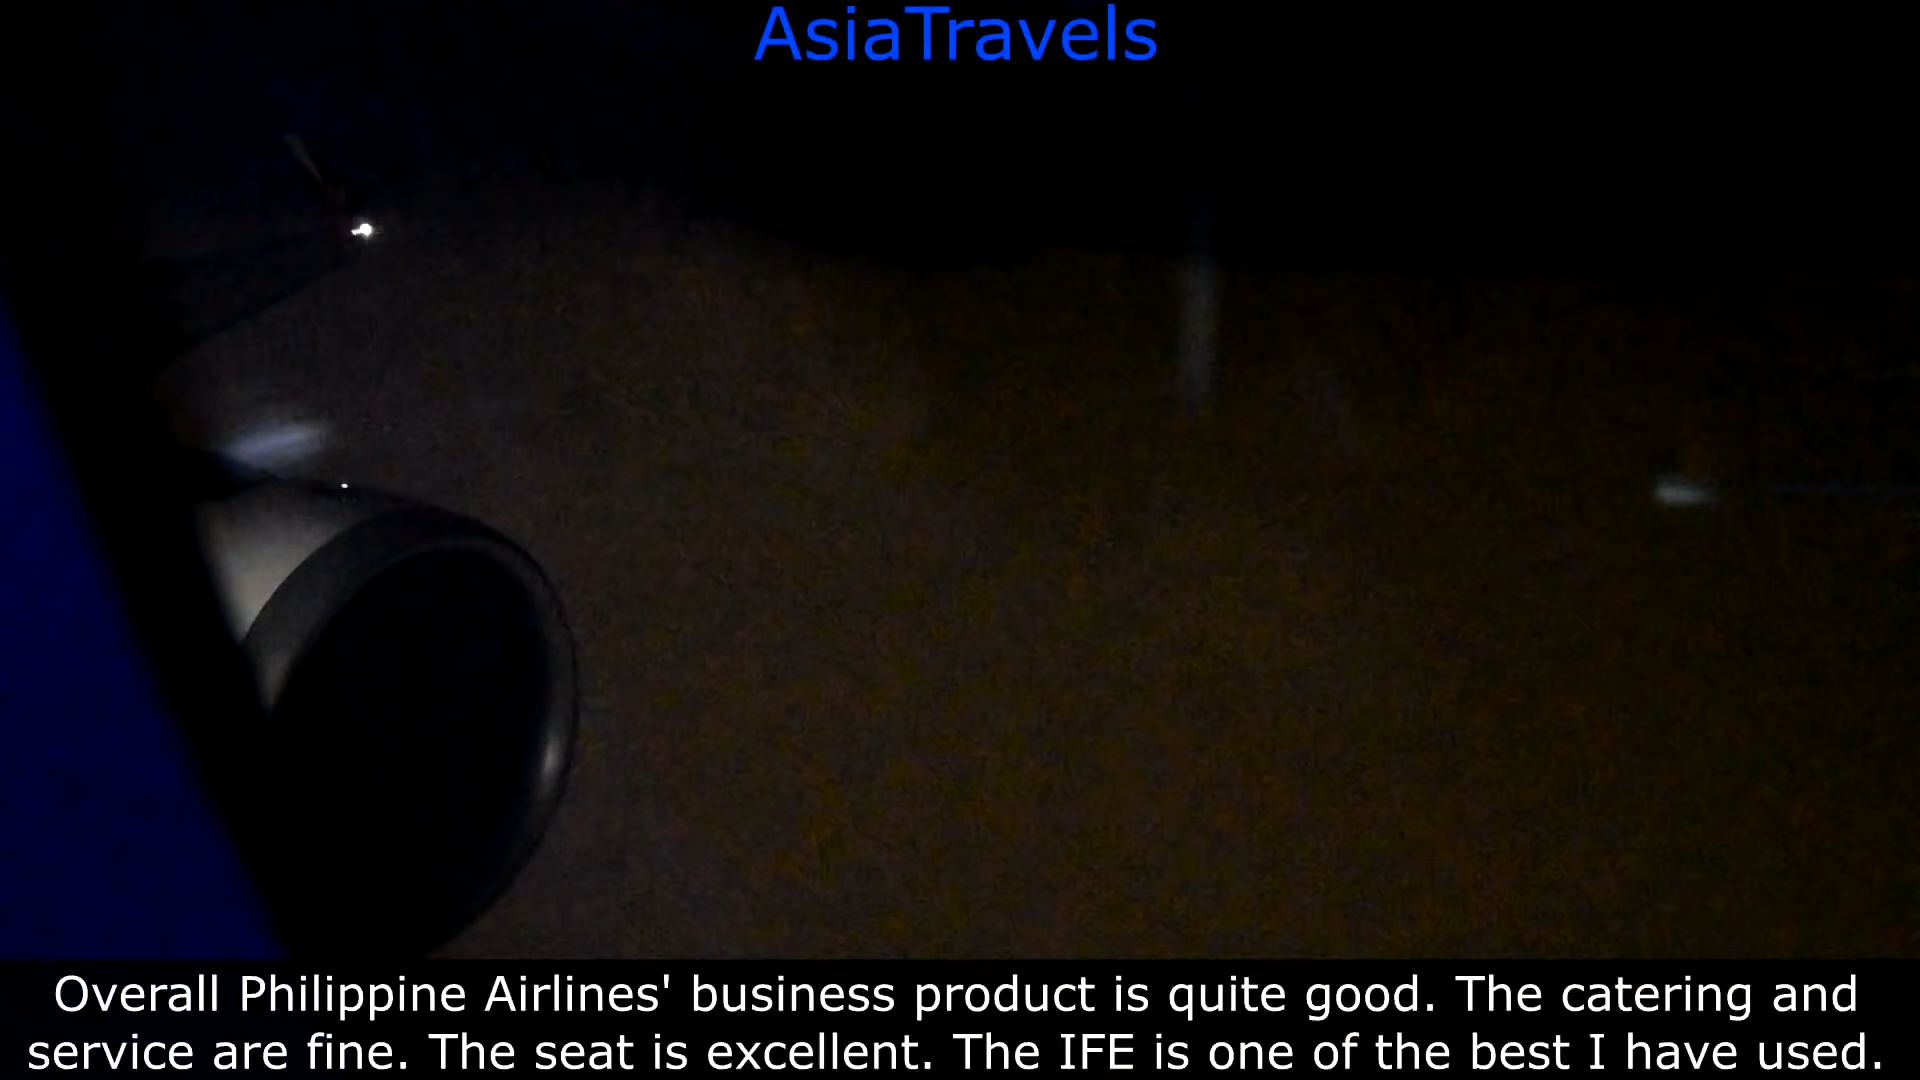 AsiaTravels
Overall Philippine Airlines' business product is quite good. The catering and
service are fine. The seat is excellent. The IFE is one of the best I have used.